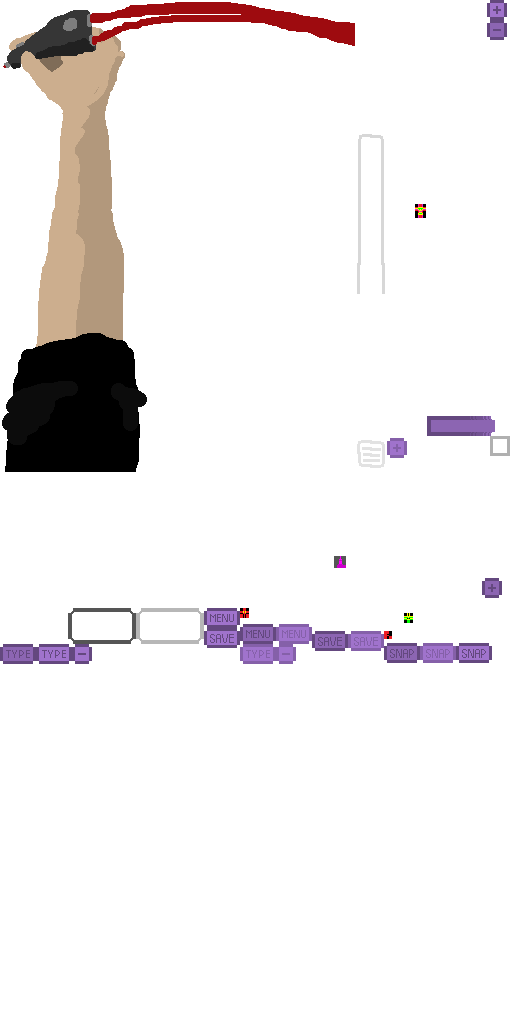 +
−
+
+
MENU
SAVE
MENU MENU
SAVE SAVE
TYPE TYPE −
TYPE −
SNAP SNAP SNAP